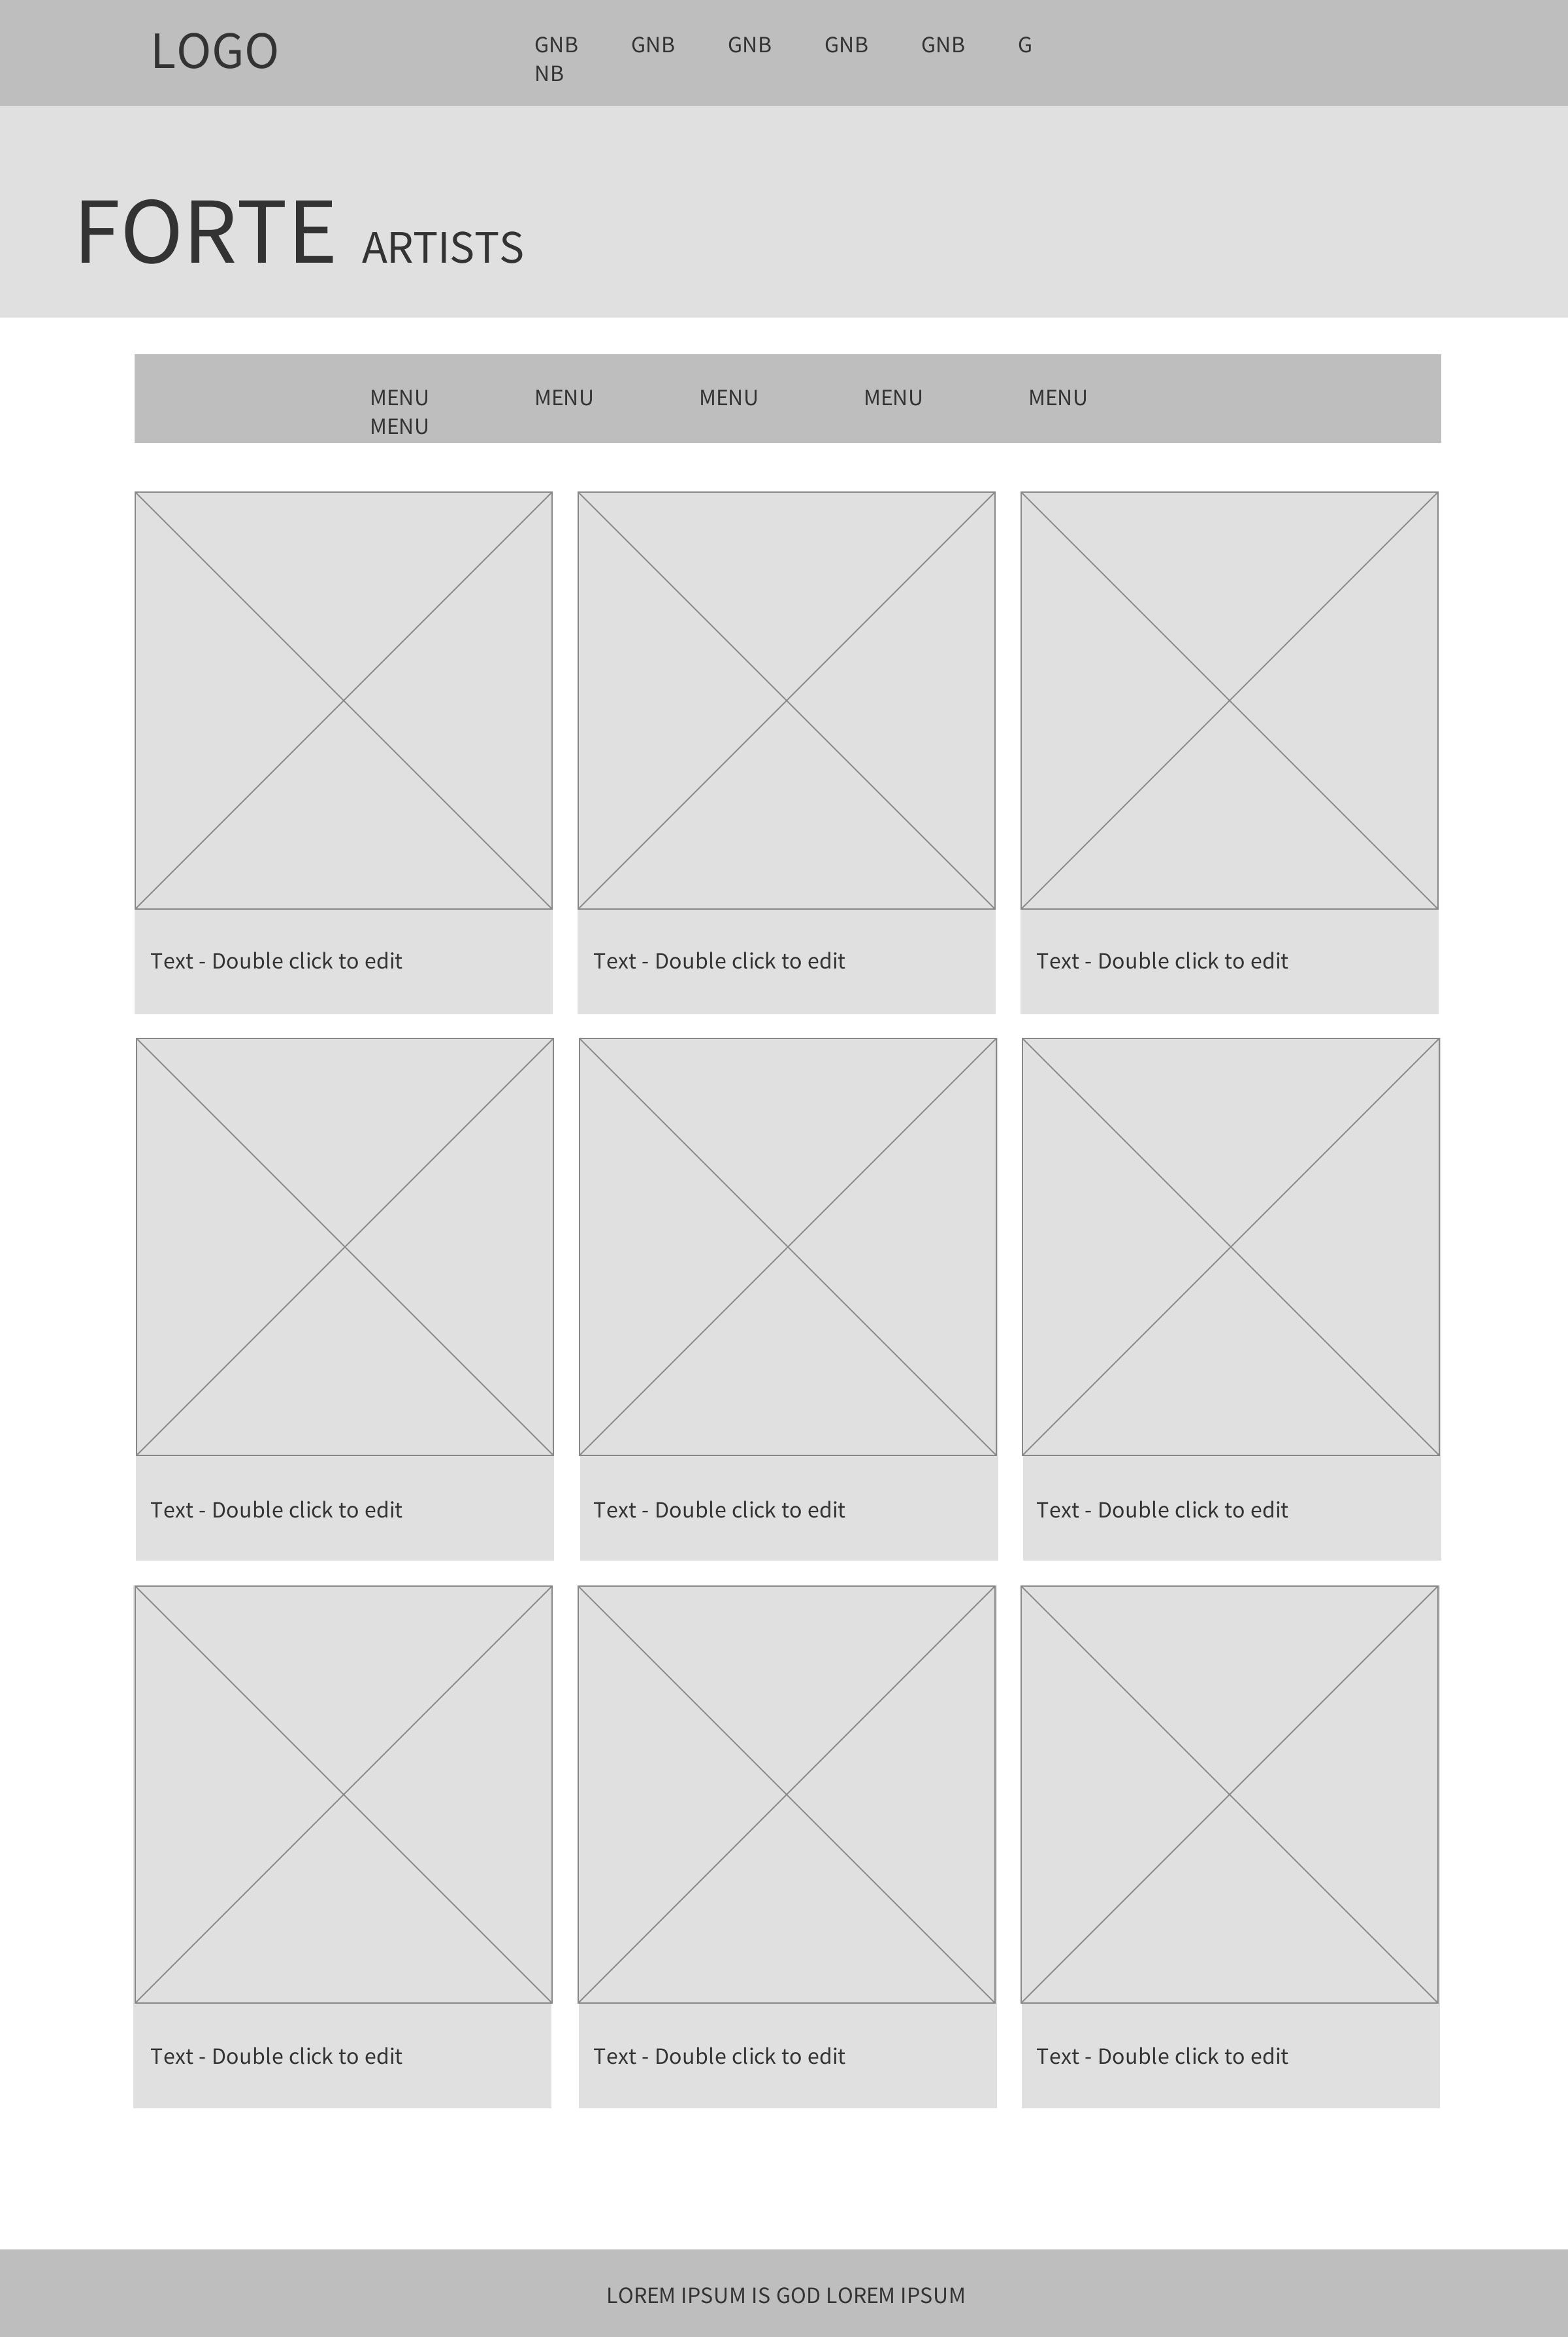 LOGO
GNB GNB GNB GNB GNB G
NB
FORTE ARTISTS
MENU MENU MENU MENU MENU
MENU
Text - Double click to edit
Text - Double click to edit
Text - Double click to edit
Text - Double click to edit
Text - Double click to edit
Text - Double click to edit
Text - Double click to edit
Text - Double click to edit
Text - Double click to edit
LOREM IPSUM IS GOD LOREM IPSUM